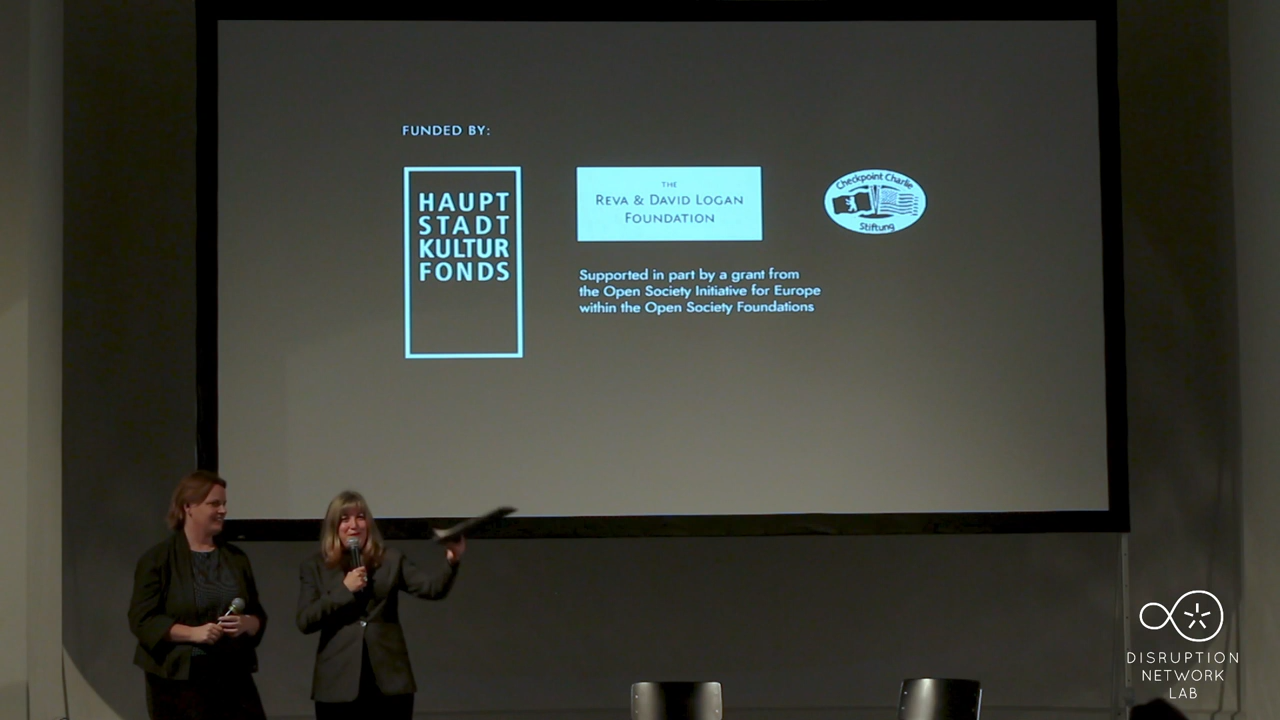 FUNDED BY:
HAUPT
STADT
KULTUR
FONDS
THE
REVA & DAVID LOGAN
FOUNDATION
Checkpoint Charlie
Stiftung
Supported in part by a grant from
the Open Society Initiative for Europe
within the Open Society Foundations
DISRUPTION
NETWORK
LAB